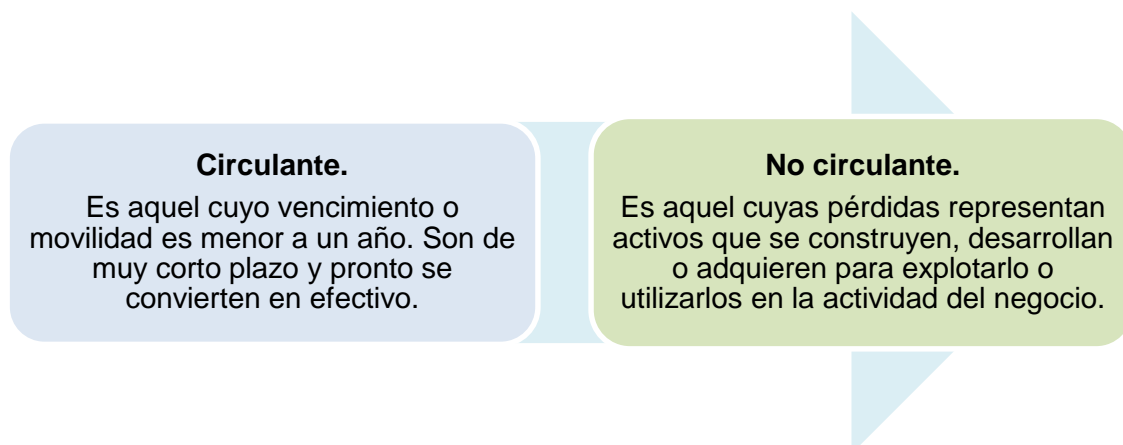 Circulante.
Es aquel cuyo vencimiento o
movilidad es menor a un año. Son de
muy corto plazo y pronto se
convierten en efectivo.
No circulante.
Es aquel cuyas pérdidas representan
activos que se construyen, desarrollan
o adquieren para explotarlo o
utilizarlos en la actividad del negocio.